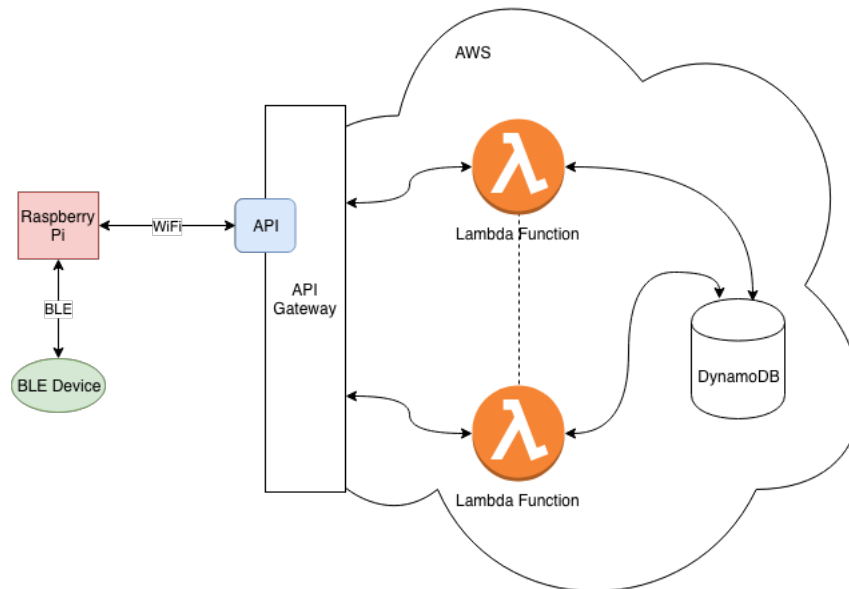 AWS
Lambda Function
Raspberry
Pi
WiFi
API
API
Gateway
BLE
BLE Device
DynamoDB
Lambda Function